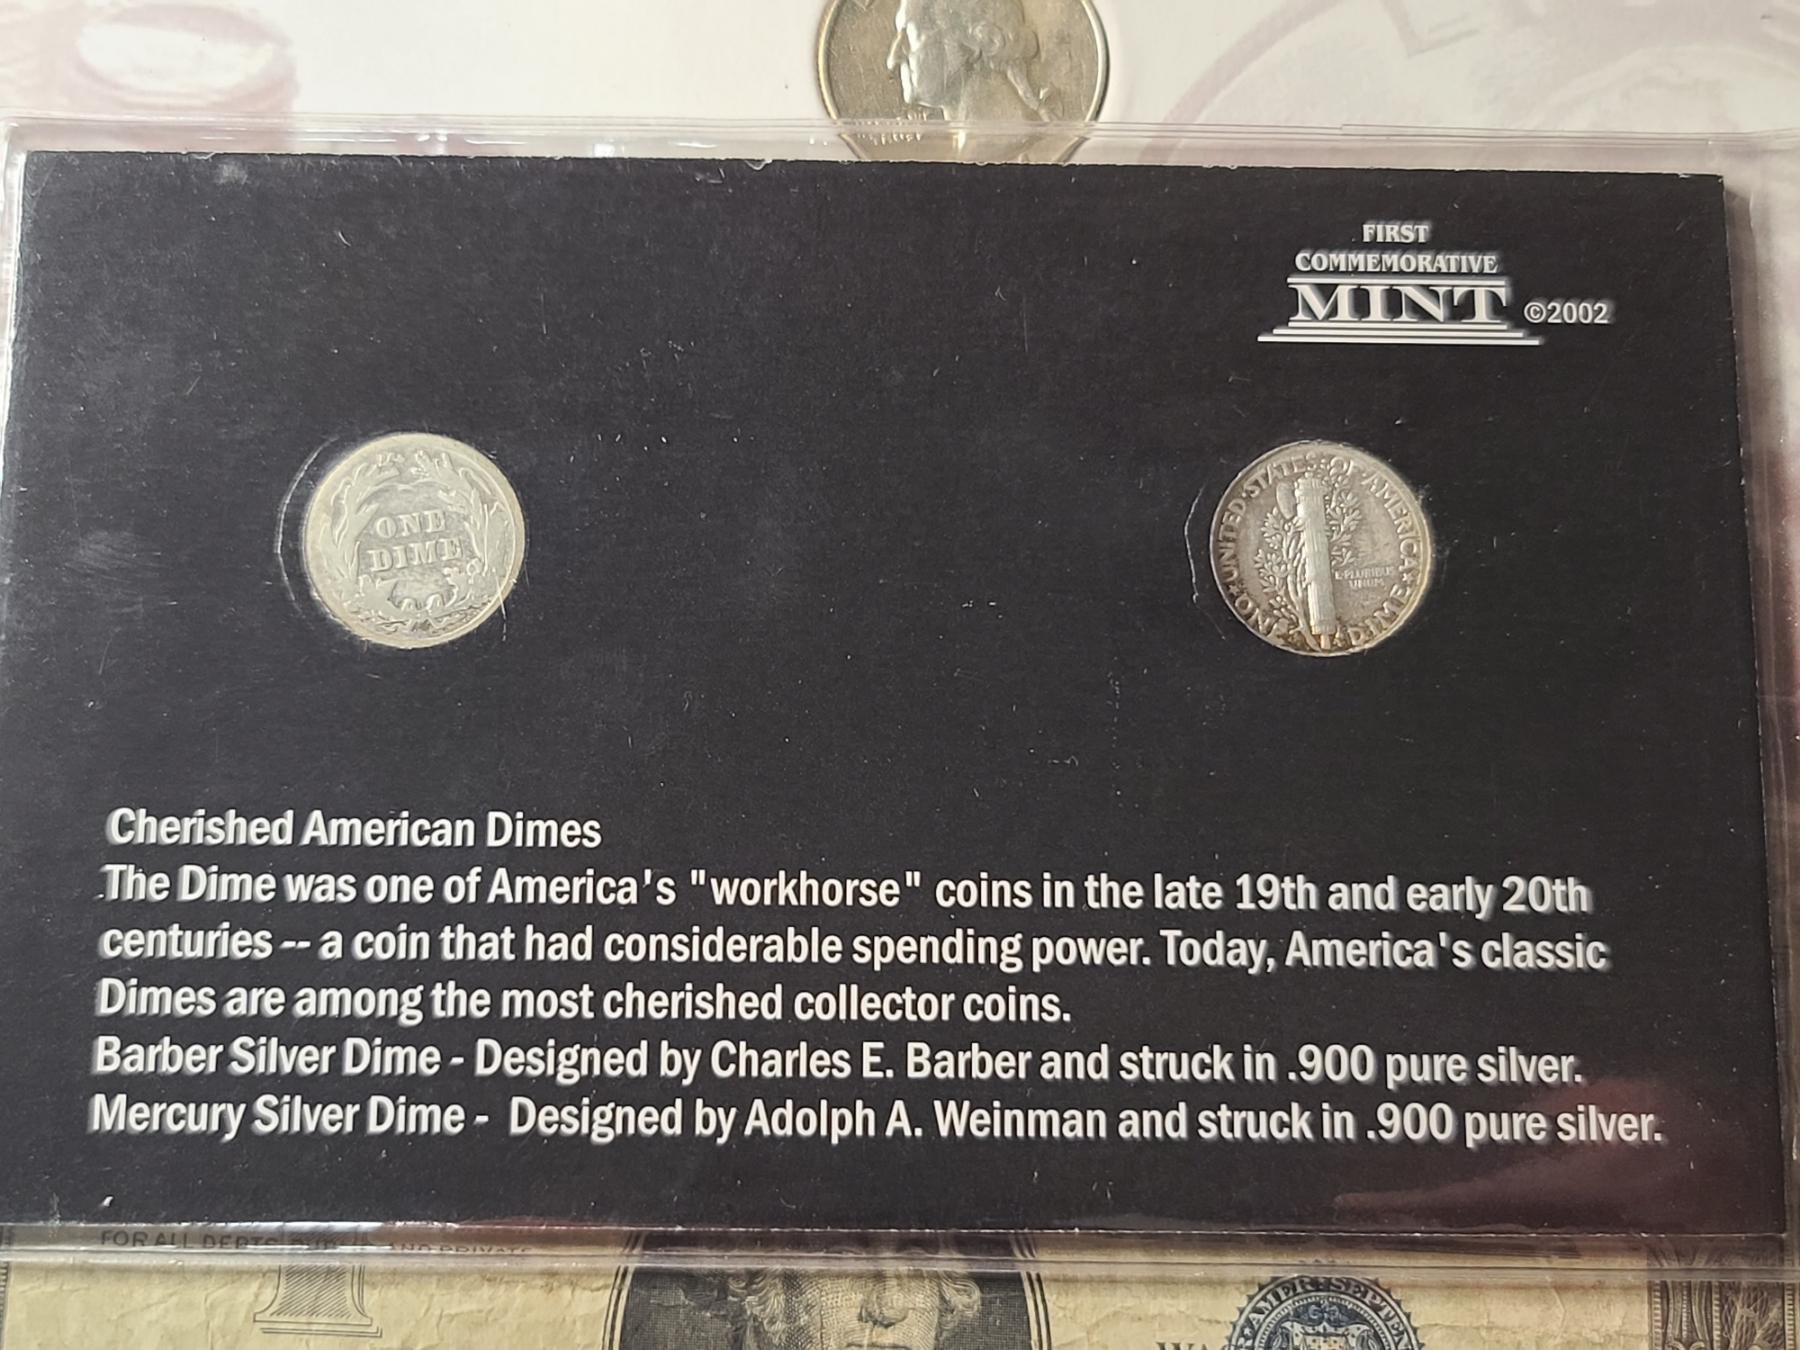 TRUST
FIRST
COMMEMORATIVE
MINT ©2002
ONE
DIME
UNITED STATES OF AMERICA
E·PLURIBUS
UNUM
DIME
Cherished American Dimes
The Dime was one of America's "workhorse" coins in the late 19th and early 20th
centuries -- a coin that had considerable spending power. Today, America's classic
Dimes are among the most cherished collector coins.
Barber Silver Dime - Designed by Charles E. Barber and struck in .900 pure silver.
Mercury Silver Dime -  Designed by Adolph A. Weinman and struck in .900 pure silver.
FOR ALL DEBTS, PUBLIC AND PRIVATE